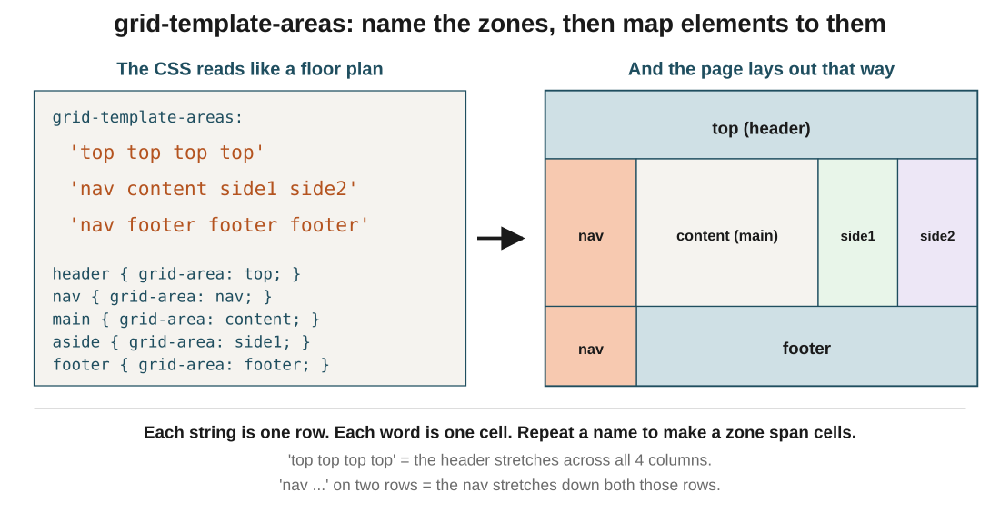 grid-template-areas: name the zones, then map elements to them
The CSS reads like a floor plan
grid-template-areas:
'top top top top'
'nav content side1 side2'
'nav footer footer footer'
header { grid-area: top; }
nav { grid-area: nav; }
main { grid-area: content; }
aside { grid-area: side1; }
footer { grid-area: footer; }
And the page lays out that way
top (header)
nav
content (main)
side1
side2
nav
footer
Each string is one row. Each word is one cell. Repeat a name to make a zone span cells.
'top top top top' = the header stretches across all 4 columns.
'nav ...' on two rows = the nav stretches down both those rows.